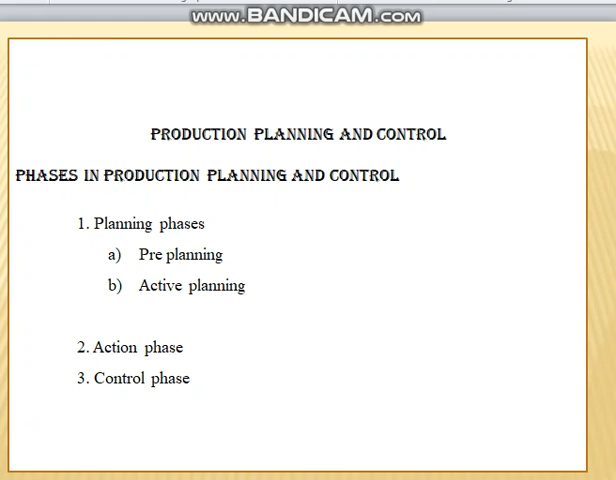 www.BANDICAM.com
PRODUCTION PLANNING AND CONTROL
PHASES IN PRODUCTION PLANNING AND CONTROL
1. Planning phases
a) Pre planning
b) Active planning
2. Action phase
3. Control phase